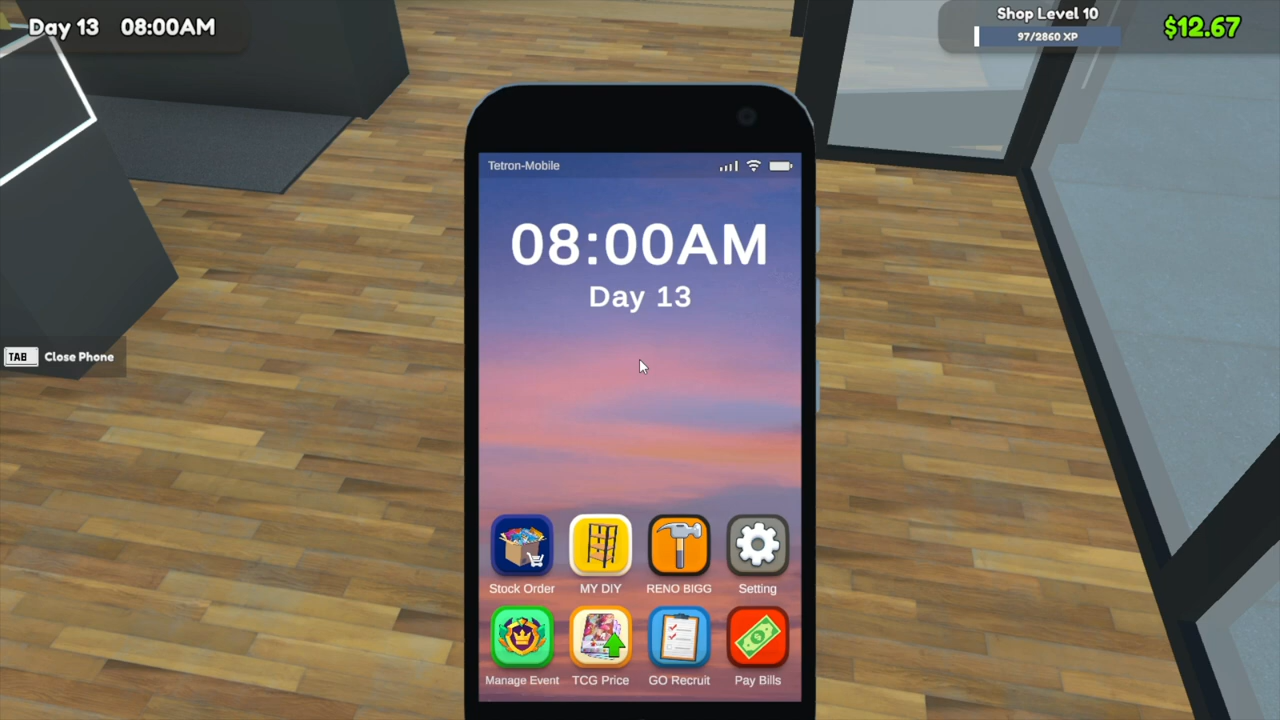 Day 13 08:00AM
Shop Level 10
97/2860 XP
$12.67
Tetron-Mobile
08:00AM
Day 13
TAB Close Phone
Stock Order MY DIY RENO BIGG Setting
Manage Event TCG Price GO Recruit Pay Bills